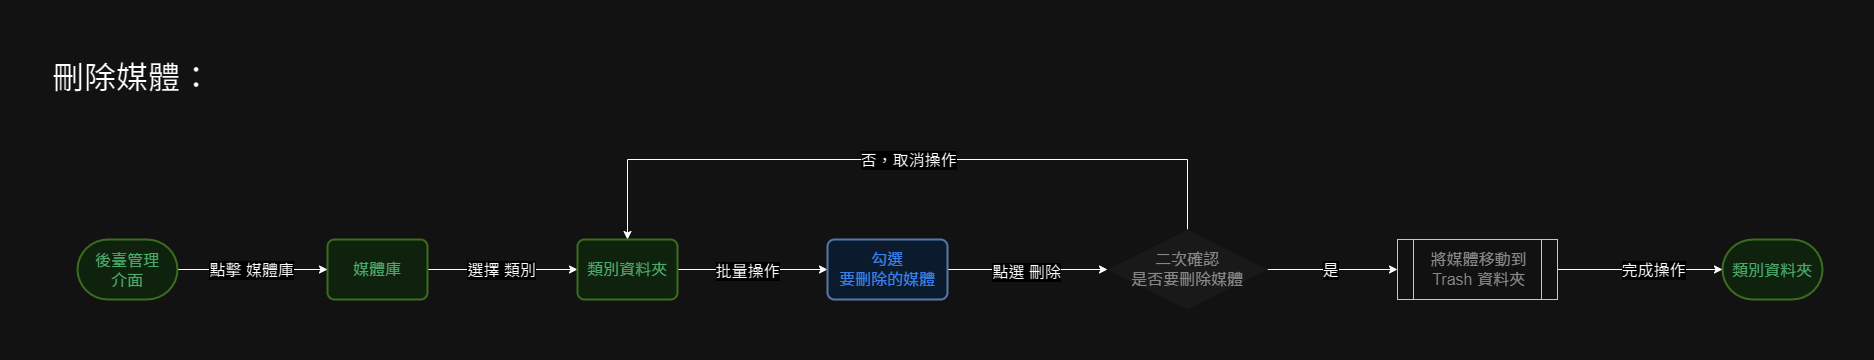 刪除媒體：
否，取消操作
後臺管理
介面
點擊 媒體庫
媒體庫
選擇 類別
類別資料夾
批量操作
勾選
要刪除的媒體
點選 刪除
二次確認
是否要刪除媒體
是
將媒體移動到
Trash 資料夾
完成操作
類別資料夾